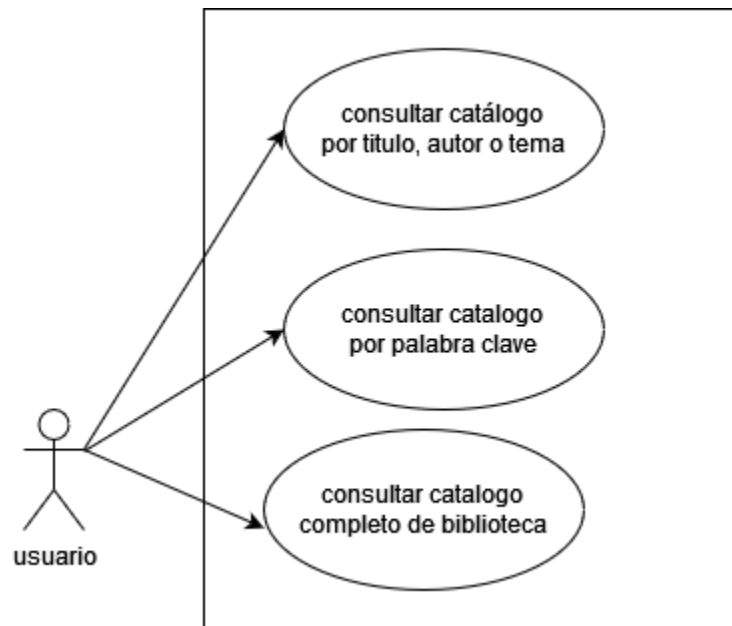 consultar catálogo
por titulo, autor o tema
consultar catalogo
por palabra clave
consultar catalogo
completo de biblioteca
usuario